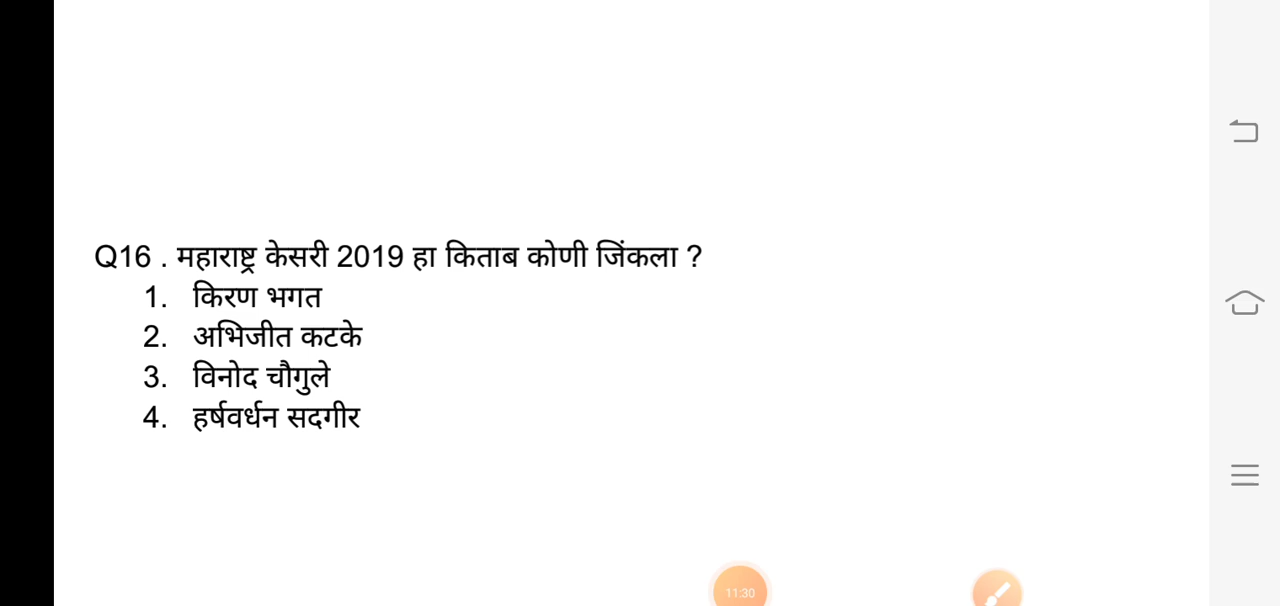 Q16 . महाराष्ट्र केसरी 2019 हा किताब कोणी जिंकला ?
1. किरण भगत
2. अभिजीत कटके
3. विनोद चौगुले
4. हर्षवर्धन सदगीर
11:30